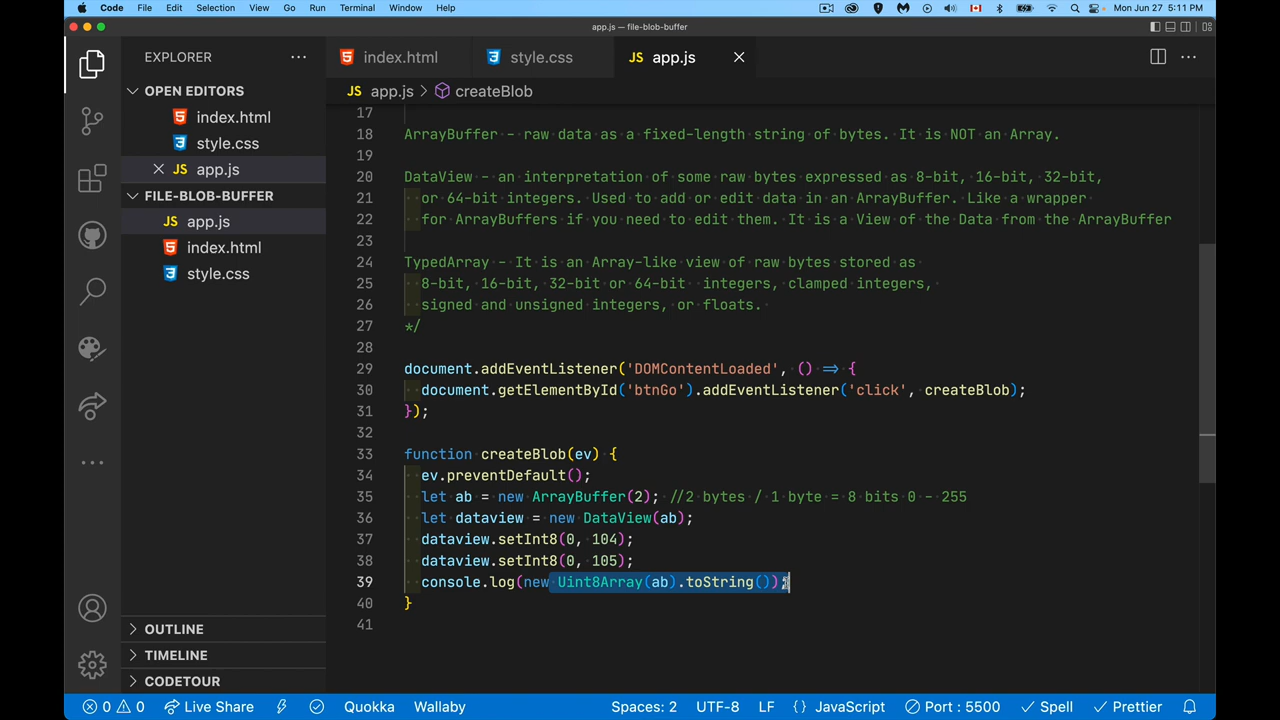 Code File Edit Selection View Go Run Terminal Window Help Mon Jun 27 5:11 PM
app.js - file-blob-buffer
EXPLORER
index.html style.css JS app.js
OPEN EDITORS
JS app.js > createBlob
index.html
style.css
JS app.js
FILE-BLOB-BUFFER
JS app.js
index.html
style.css
17
18 ArrayBuffer - raw data as a fixed-length string of bytes. It is NOT an Array.
19
20 DataView - an interpretation of some raw bytes expressed as 8-bit, 16-bit, 32-bit,
21 or 64-bit integers. Used to add or edit data in an ArrayBuffer. Like a wrapper
22 for ArrayBuffers if you need to edit them. It is a View of the Data from the ArrayBuffer
23
24 TypedArray - It is an Array-like view of raw bytes stored as
25 8-bit, 16-bit, 32-bit or 64-bit integers, clamped integers,
26 signed and unsigned integers, or floats.
27 */
28
29 document.addEventListener('DOMContentLoaded', () => {
30 document.getElementById('btnGo').addEventListener('click', createBlob);
31 });
32
33 function createBlob(ev) {
34 ev.preventDefault();
35 let ab = new ArrayBuffer(2); //2 bytes / 1 byte = 8 bits 0 - 255
36 let dataview = new DataView(ab);
37 dataview.setInt8(0, 104);
38 dataview.setInt8(0, 105);
39 console.log(new Uint8Array(ab).toString());
40 }
41
OUTLINE
TIMELINE
CODETOUR
0 0 Live Share Quokka Wallaby Spaces: 2 UTF-8 LF {} JavaScript Port : 5500 Spell Prettier